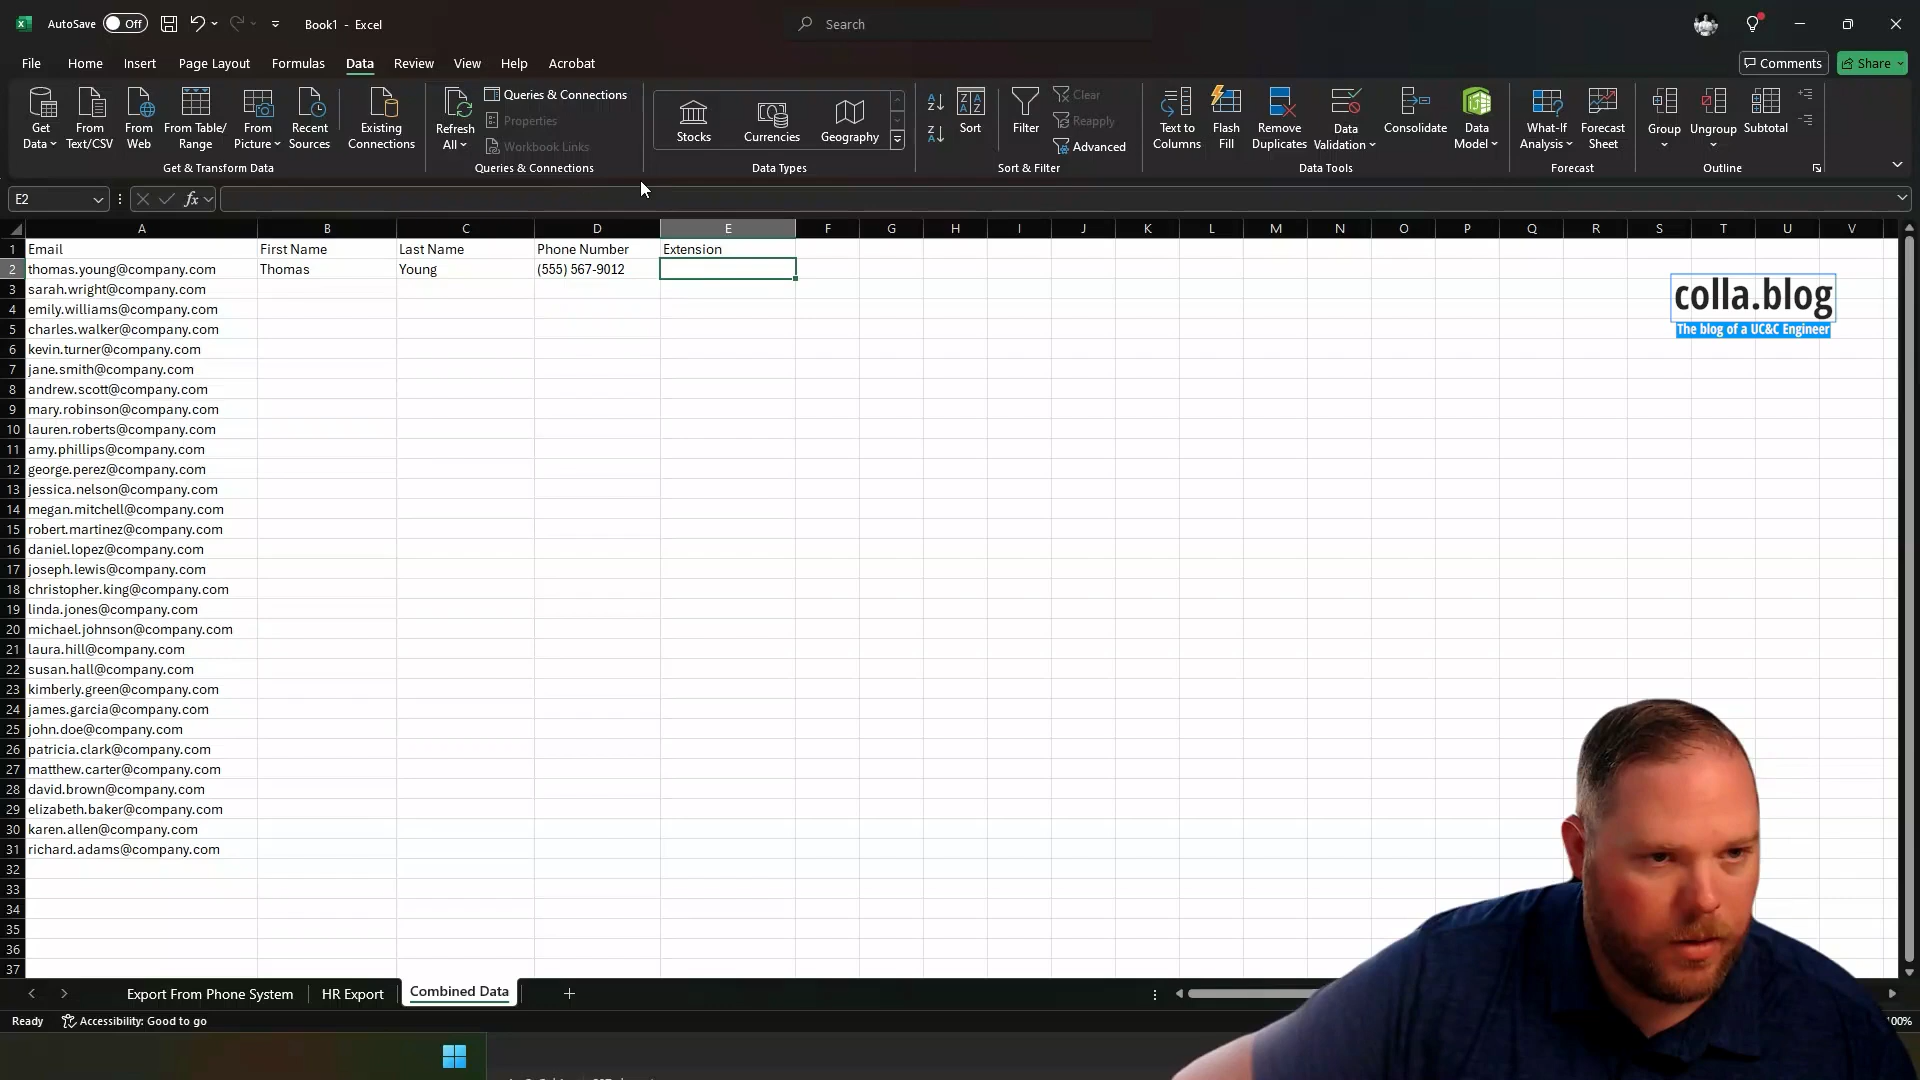 AutoSave Off Book1 - Excel Search
File Home Insert Page Layout Formulas Data Review View Help Acrobat Comments Share
Get Data
From Text/CSV
From Web
From Table/ Range
From Picture
Recent Sources
Existing Connections
Get & Transform Data
Refresh All
Queries & Connections
Properties
Workbook Links
Queries & Connections
Stocks
Currencies
Geography
Data Types
Sort
Filter
Clear
Reapply
Advanced
Sort & Filter
Text to Columns
Flash Fill
Remove Duplicates
Data Validation
Consolidate
Data Model
Data Tools
What-If Analysis
Forecast Sheet
Forecast
Group
Ungroup
Subtotal
Outline
E2 fx
A B C D E F G H I J K L M N O P Q R S T U V
1 Email First Name Last Name Phone Number Extension
2 thomas.young@company.com Thomas Young (555) 567-9012
3 sarah.wright@company.com
4 emily.williams@company.com
5 charles.walker@company.com
6 kevin.turner@company.com
7 jane.smith@company.com
8 andrew.scott@company.com
9 mary.robinson@company.com
10 lauren.roberts@company.com
11 amy.phillips@company.com
12 george.perez@company.com
13 jessica.nelson@company.com
14 megan.mitchell@company.com
15 robert.martinez@company.com
16 daniel.lopez@company.com
17 joseph.lewis@company.com
18 christopher.king@company.com
19 linda.jones@company.com
20 michael.johnson@company.com
21 laura.hill@company.com
22 susan.hall@company.com
23 kimberly.green@company.com
24 james.garcia@company.com
25 john.doe@company.com
26 patricia.clark@company.com
27 matthew.carter@company.com
28 david.brown@company.com
29 elizabeth.baker@company.com
30 karen.allen@company.com
31 richard.adams@company.com
32
33
34
35
36
37
colla.blog
The blog of a UC&C Engineer
Export From Phone System HR Export Combined Data
Ready Accessibility: Good to go 100%